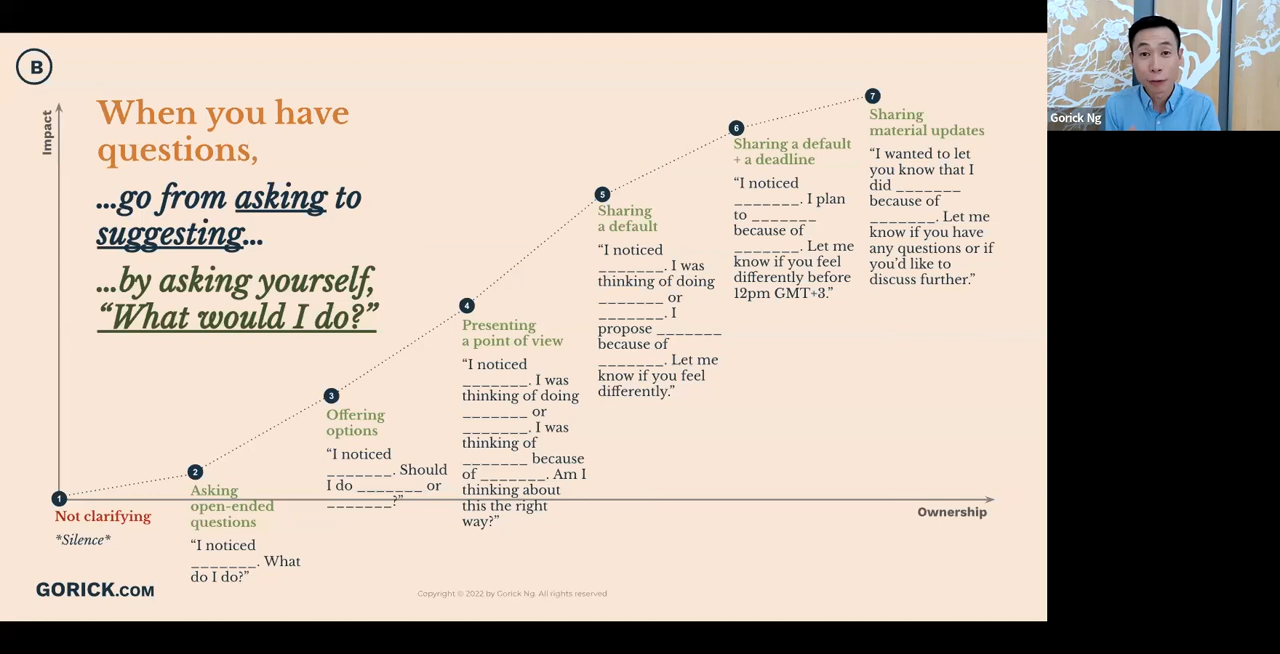 B
Gorick Ng
Impact
When you have
questions,
...go from asking to
suggesting...
...by asking yourself,
“What would I do?”
1
Not clarifying
*Silence*
2
Asking
open-ended
questions
“I noticed
_______. What
do I do?”
3
Offering
options
“I noticed
_______. Should
I do _______ or
_______?”
4
Presenting
a point of view
“I noticed
_______. I was
thinking of doing
_______ or
_______. I was
thinking of
_______ because
of _______. Am I
thinking about
this the right
way?”
5
Sharing
a default
“I noticed
_______. I was
thinking of doing
_______ or
_______. I
propose _______
because of
_______. Let me
know if you feel
differently.”
6
Sharing a default
+ a deadline
“I noticed
_______. I plan
to _______
because of
_______. Let me
know if you feel
differently before
12pm GMT+3.”
7
Sharing
material updates
“I wanted to let
you know that I
did _______
because of
_______. Let me
know if you have
any questions or if
you’d like to
discuss further.”
Ownership
GORICK.COM
Copyright © 2022 by Gorick Ng. All rights reserved